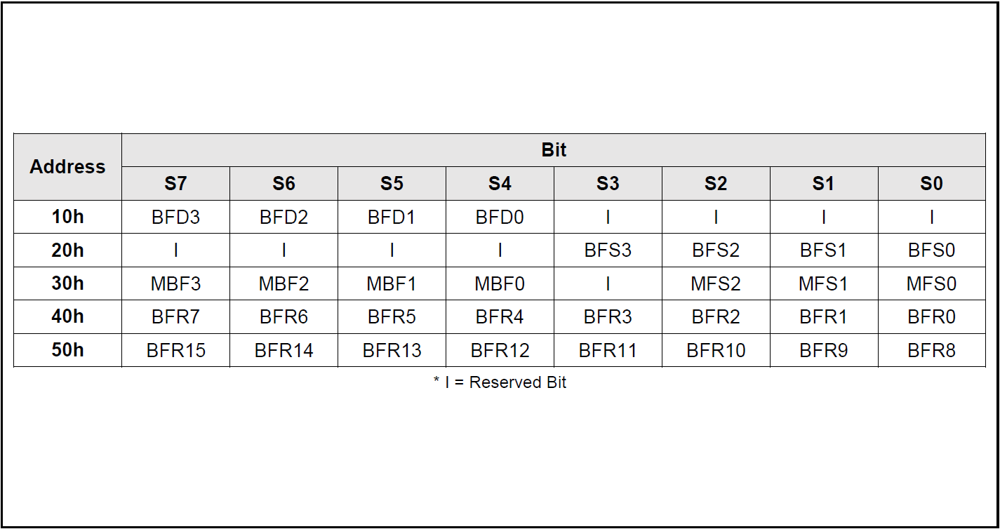 Address Bit
S7 S6 S5 S4 S3 S2 S1 S0
10h BFD3 BFD2 BFD1 BFD0 I I I I
20h I I I I BFS3 BFS2 BFS1 BFS0
30h MBF3 MBF2 MBF1 MBF0 I MFS2 MFS1 MFS0
40h BFR7 BFR6 BFR5 BFR4 BFR3 BFR2 BFR1 BFR0
50h BFR15 BFR14 BFR13 BFR12 BFR11 BFR10 BFR9 BFR8
* I = Reserved Bit